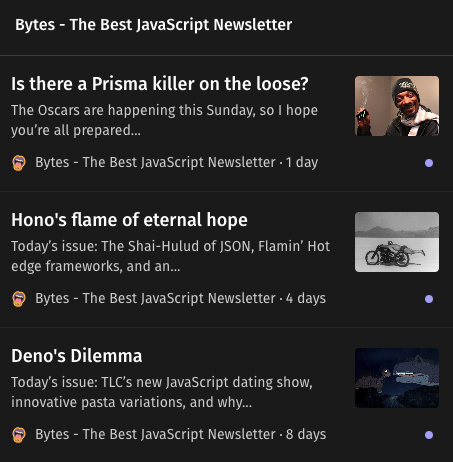 Bytes - The Best JavaScript Newsletter
Is there a Prisma killer on the loose?
The Oscars are happening this Sunday, so I hope
you’re all prepared...
Bytes - The Best JavaScript Newsletter · 1 day
Hono's flame of eternal hope
Today’s issue: The Shai-Hulud of JSON, Flamin’ Hot
edge frameworks, and an...
Bytes - The Best JavaScript Newsletter · 4 days
Deno's Dilemma
Today’s issue: TLC’s new JavaScript dating show,
innovative pasta variations, and why...
Bytes - The Best JavaScript Newsletter · 8 days